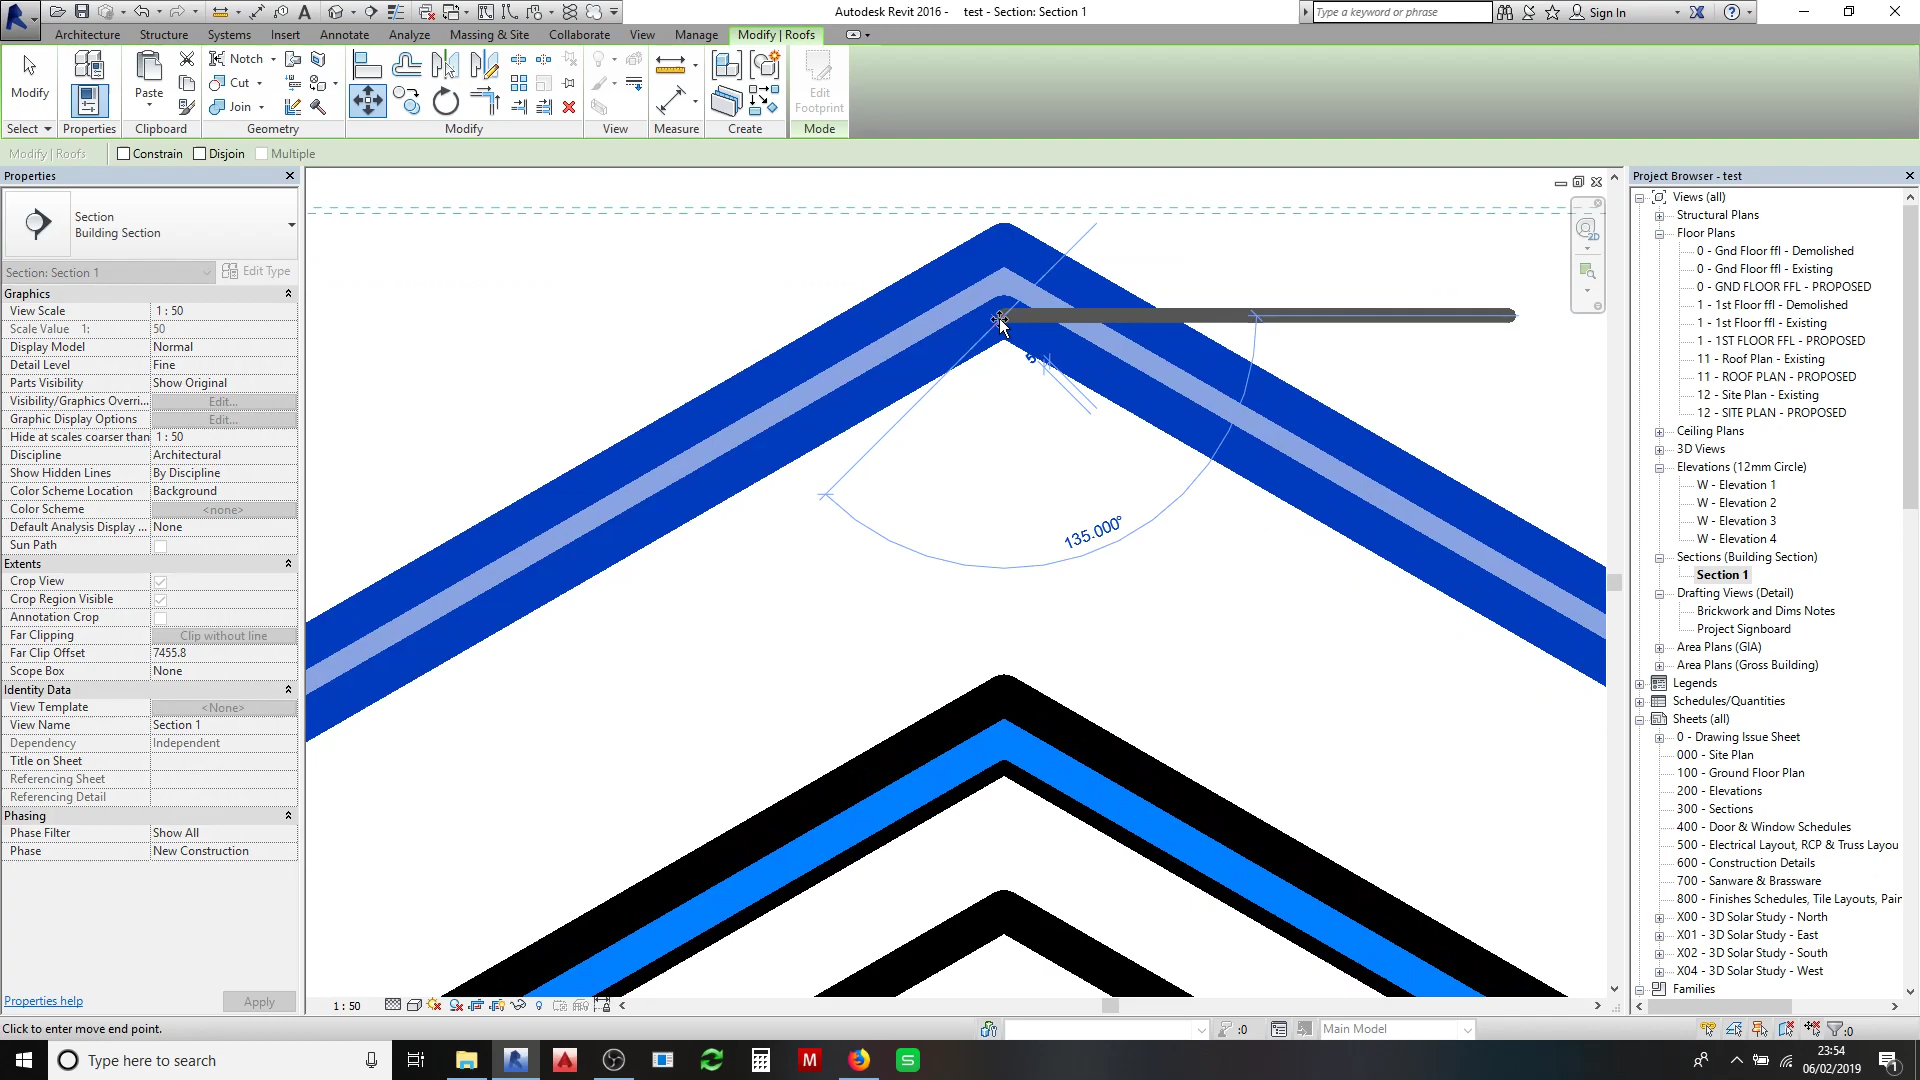 Autodesk Revit 2016 -    test - Section: Section 1
Type a keyword or phrase
Sign In
Architecture
Structure
Systems
Insert
Annotate
Analyze
Massing & Site
Collaborate
View
Manage
Modify | Roofs
Modify
Paste
Notch
Cut
Join
Edit
Footprint
Select
Properties
Clipboard
Geometry
Modify
View
Measure
Create
Mode
Modify | Roofs
Constrain
Disjoin
Multiple
Properties
Section
Building Section
Section: Section 1
Edit Type
Graphics
View Scale 1 : 50
Scale Value 1: 50
Display Model Normal
Detail Level Fine
Parts Visibility Show Original
Visibility/Graphics Overri... Edit...
Graphic Display Options Edit...
Hide at scales coarser than 1 : 50
Discipline Architectural
Show Hidden Lines By Discipline
Color Scheme Location Background
Color Scheme <none>
Default Analysis Display ... None
Sun Path
Extents
Crop View
Crop Region Visible
Annotation Crop
Far Clipping Clip without line
Far Clip Offset 7455.8
Scope Box None
Identity Data
View Template <None>
View Name Section 1
Dependency Independent
Title on Sheet
Referencing Sheet
Referencing Detail
Phasing
Phase Filter Show All
Phase New Construction
Properties help
Apply
2D
135.000°
1 : 50
Project Browser - test
Views (all)
Structural Plans
Floor Plans
0 - Gnd Floor ffl - Demolished
0 - Gnd Floor ffl - Existing
0 - GND FLOOR FFL - PROPOSED
1 - 1st Floor ffl - Demolished
1 - 1st Floor ffl - Existing
1 - 1ST FLOOR FFL - PROPOSED
11 - Roof Plan - Existing
11 - ROOF PLAN - PROPOSED
12 - Site Plan - Existing
12 - SITE PLAN - PROPOSED
Ceiling Plans
3D Views
Elevations (12mm Circle)
W - Elevation 1
W - Elevation 2
W - Elevation 3
W - Elevation 4
Sections (Building Section)
Section 1
Drafting Views (Detail)
Brickwork and Dims Notes
Project Signboard
Area Plans (GIA)
Area Plans (Gross Building)
Legends
Schedules/Quantities
Sheets (all)
0 - Drawing Issue Sheet
000 - Site Plan
100 - Ground Floor Plan
200 - Elevations
300 - Sections
400 - Door & Window Schedules
500 - Electrical Layout, RCP & Truss Layou
600 - Construction Details
700 - Sanware & Brassware
800 - Finishes Schedules, Tile Layouts, Pair
X00 - 3D Solar Study - North
X01 - 3D Solar Study - East
X02 - 3D Solar Study - South
X04 - 3D Solar Study - West
Families
Click to enter move end point.
:0
Main Model
:0
Type here to search
23:54
06/02/2019
1